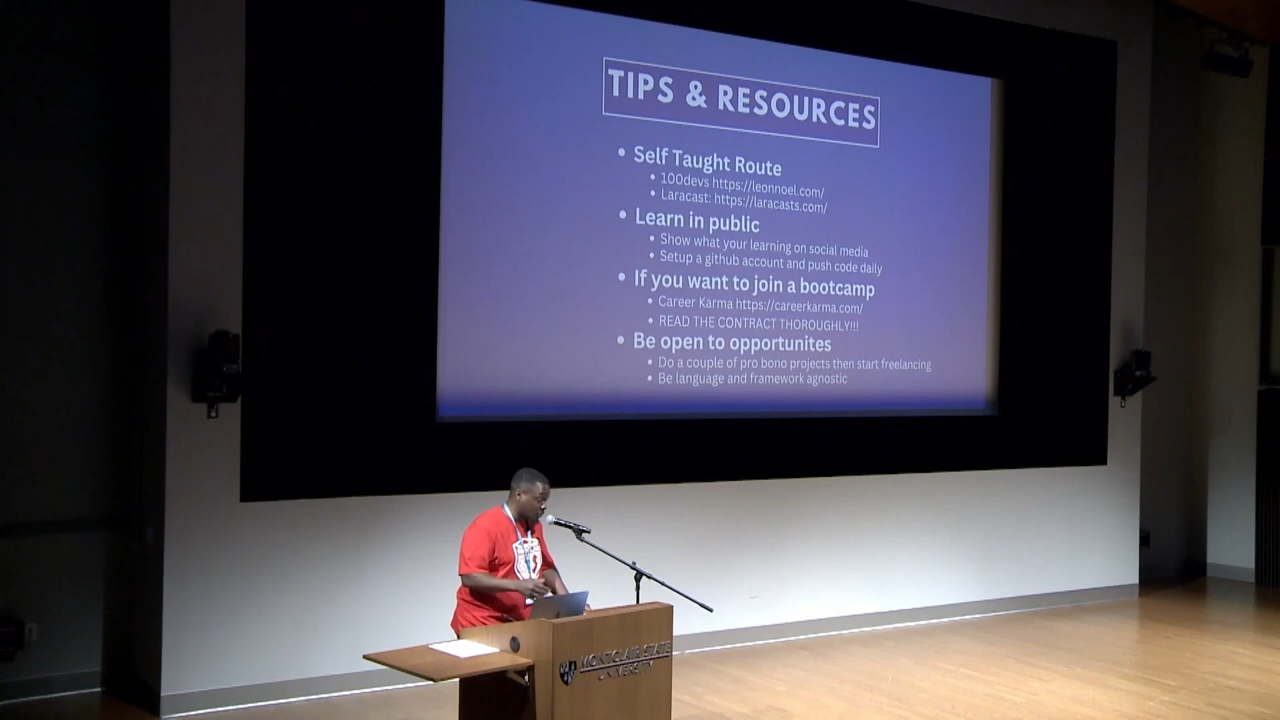 TIPS & RESOURCES
• Self Taught Route
• 100devs https://leonnoel.com/
• Laracast: https://laracasts.com/
• Learn in public
• Show what your learning on social media
• Setup a github account and push code daily
• If you want to join a bootcamp
• Career Karma https://careerkarma.com/
• READ THE CONTRACT THOROUGHLY!!!
• Be open to opportunites
• Do a couple of pro bono projects then start freelancing
• Be language and framework agnostic
MONTCLAIR STATE
UNIVERSITY